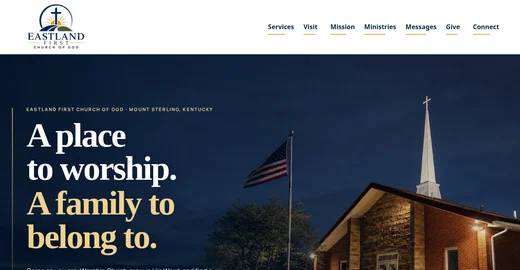 EASTLAND
FIRST
CHURCH OF GOD
Services Visit Mission Ministries Messages Give Connect
EASTLAND FIRST CHURCH OF GOD · MOUNT STERLING, KENTUCKY
A place
to worship.
A family to
belong to.